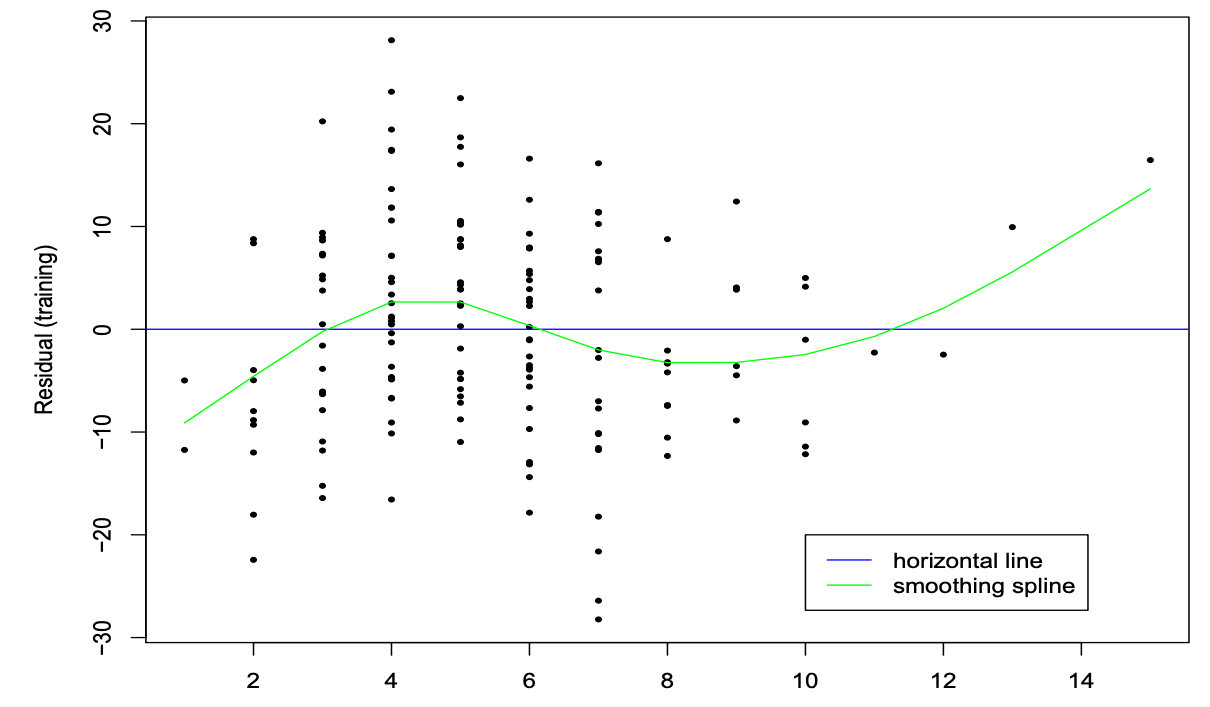 30
20
10
0
−10
−20
−30
Residual (training)
horizontal line
smoothing spline
2 4 6 8 10 12 14